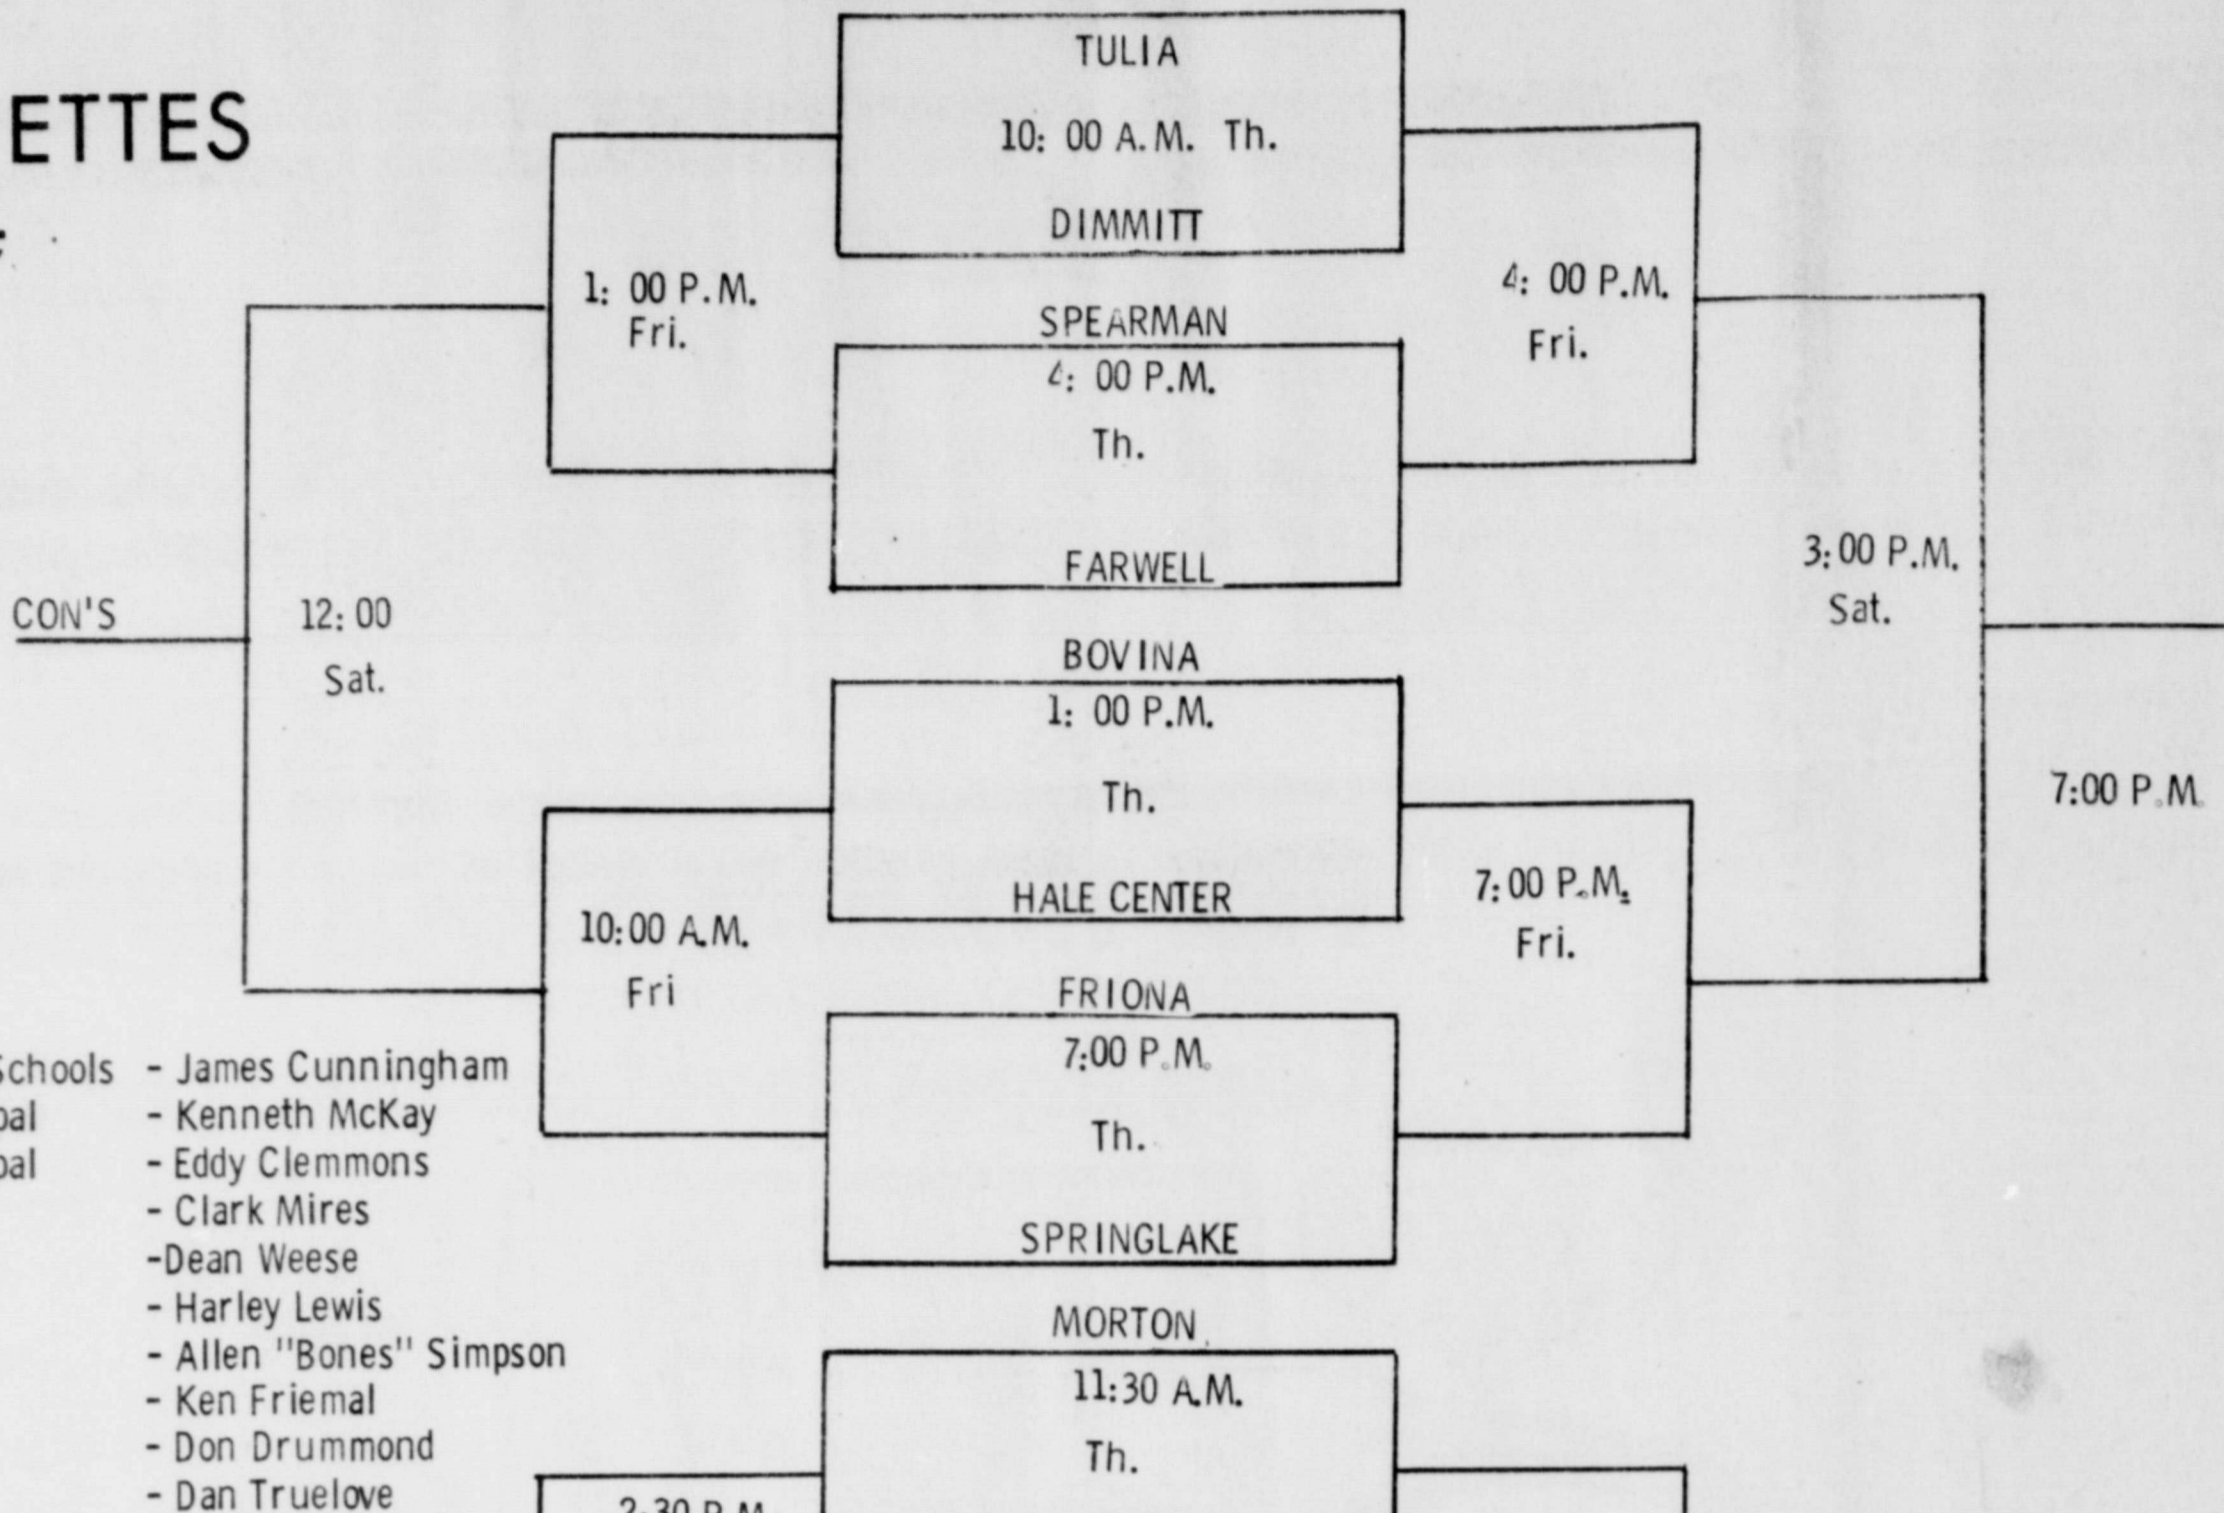 ETTES
TULIA
10: 00 A.M. Th.
DIMMITT
1: 00 P.M.
Fri.
4: 00 P.M.
Fri.
SPEARMAN
4: 00 P.M.
Th.
FARWELL
CON'S
12: 00
Sat.
3:00 P.M.
Sat.
BOVINA
1: 00 P.M.
Th.
HALE CENTER
7:00 P.M.
10:00 A.M.
Fri
7:00 P.M.
Fri.
FRIONA
7:00 P.M.
Th.
SPRINGLAKE
Schools - James Cunningham
pal - Kenneth McKay
pal - Eddy Clemmons
- Clark Mires
-Dean Weese
- Harley Lewis
- Allen "Bones" Simpson
- Ken Friemal
- Don Drummond
- Dan Truelove
MORTON
11:30 A.M.
Th.
2:30 P.M.